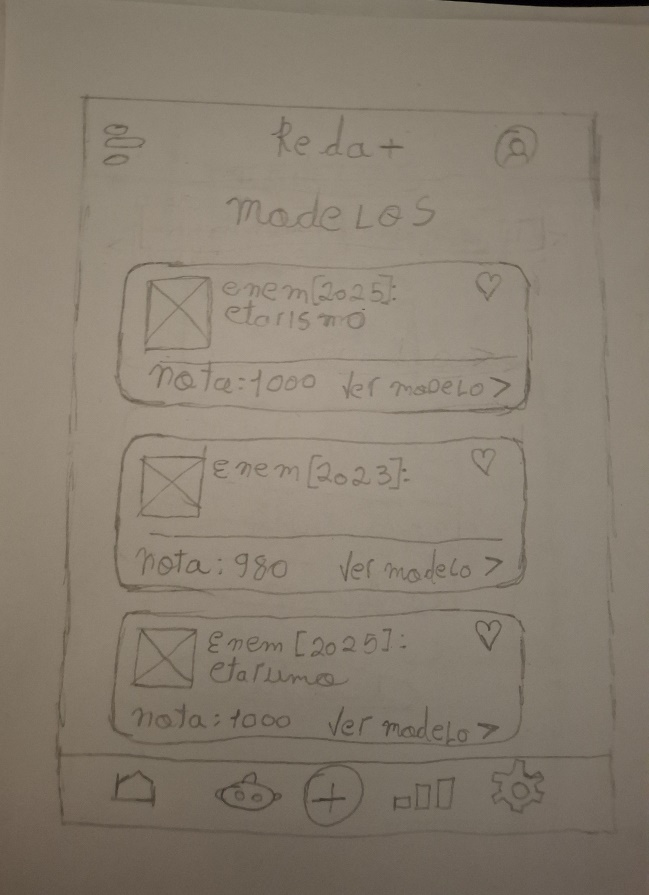 Reda+
modeLos
enem[2025]:
etarismo
nota:1000 Ver modeLo >
Enem [2023]:
nota: 980 Ver modelo >
Enem [2025]:
nota:1000 Ver modeLo >